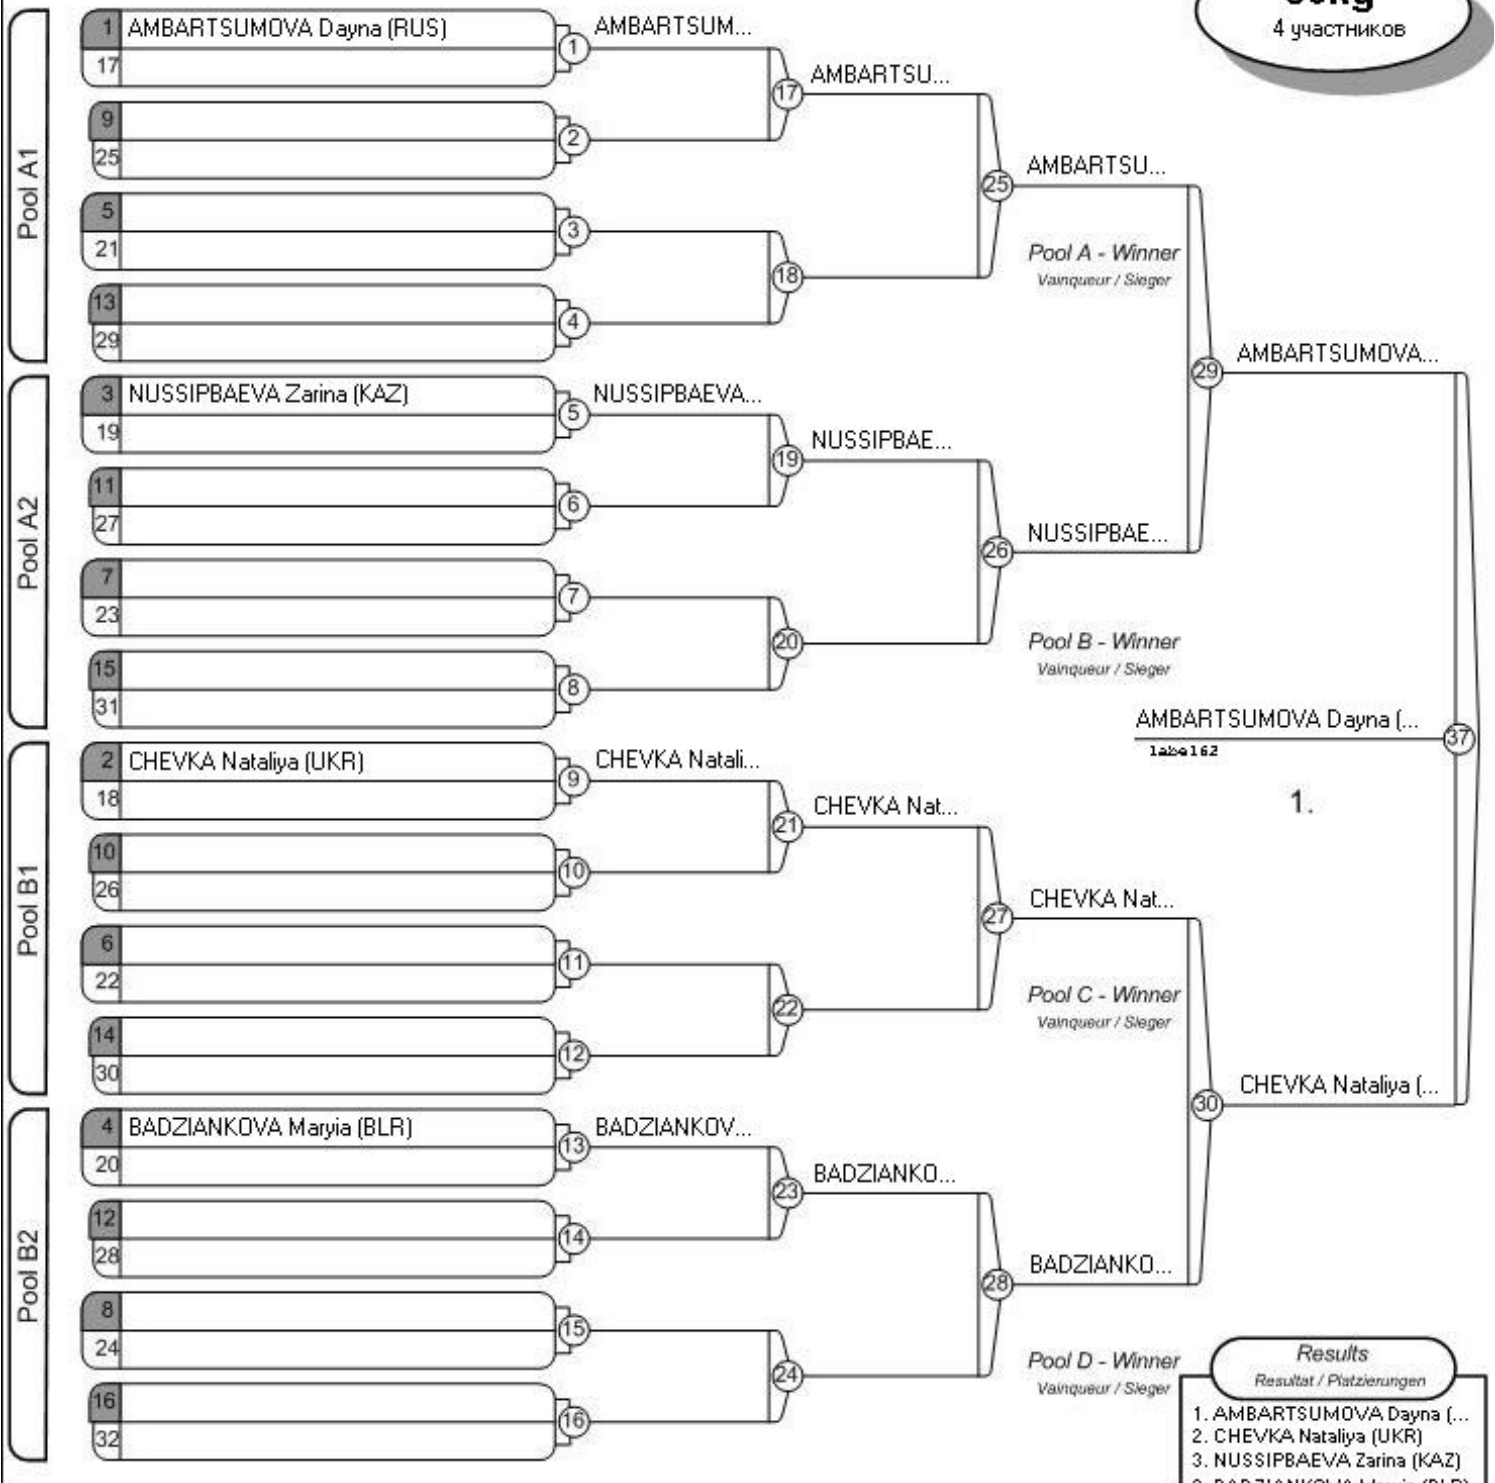 4 участников
Pool A1
1 AMBARTSUMOVA Dayna (RUS)
17
1
AMBARTSUM...
17
AMBARTSU...
9
25
2
25
AMBARTSU...
5
21
3
18
Pool A - Winner
Vainqueur / Sieger
13
29
4
29
AMBARTSUMOVA...
Pool A2
3 NUSSIPBAEVA Zarina (KAZ)
19
5
NUSSIPBAEVA...
19
NUSSIPBAE...
11
27
6
26
NUSSIPBAE...
7
23
7
20
Pool B - Winner
Vainqueur / Sieger
15
31
8
AMBARTSUMOVA Dayna (...
37
label62
1.
Pool B1
2 CHEVKA Nataliya (UKR)
18
9
CHEVKA Natali...
21
CHEVKA Nat...
10
26
10
27
CHEVKA Nat...
6
22
11
22
Pool C - Winner
Vainqueur / Sieger
14
30
12
30
CHEVKA Nataliya (...
Pool B2
4 BADZIANKOVA Maryia (BLR)
20
13
BADZIANKOV...
23
BADZIANKO...
12
28
14
28
BADZIANKO...
8
24
15
24
Pool D - Winner
Vainqueur / Sieger
16
32
16
Results
Resultat / Platzierungen
1. AMBARTSUMOVA Dayna (...
2. CHEVKA Nataliya (UKR)
3. NUSSIPBAEVA Zarina (KAZ)